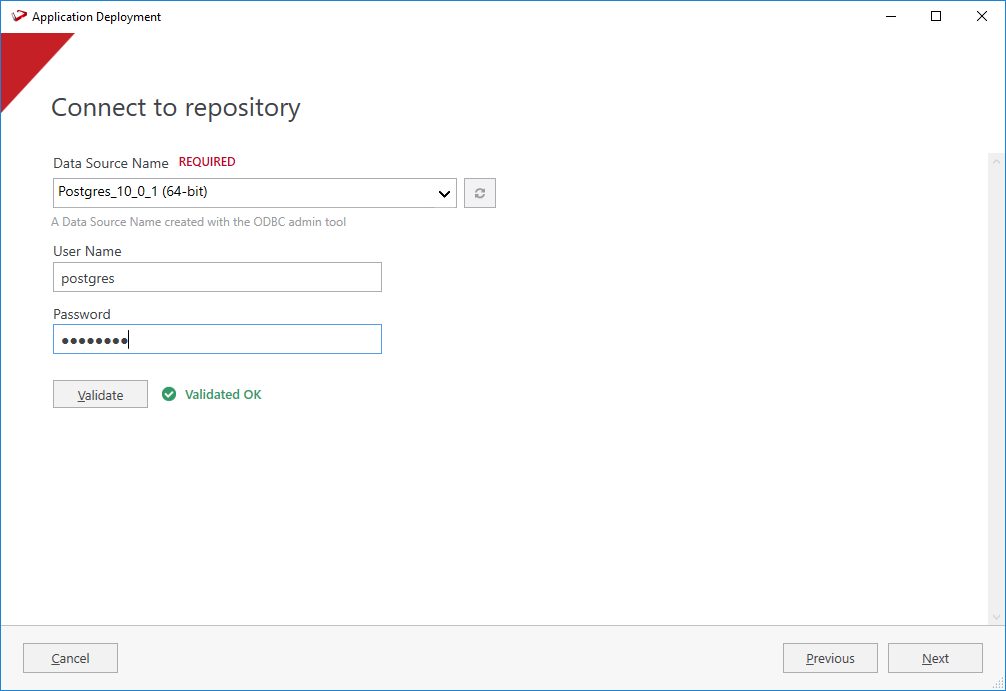 Application Deployment
Connect to repository
Data Source Name REQUIRED
Postgres_10_0_1 (64-bit)
A Data Source Name created with the ODBC admin tool
User Name
postgres
Password
●●●●●●●●
Validate Validated OK
Cancel Previous Next